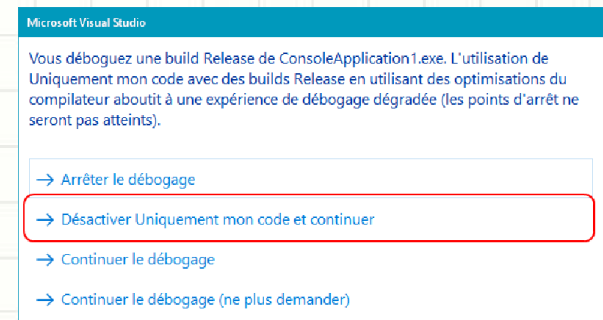 Microsoft Visual Studio
Vous déboguez une build Release de ConsoleApplication1.exe. L'utilisation de
Uniquement mon code avec des builds Release en utilisant des optimisations du
compilateur aboutit à une expérience de débogage dégradée (les points d'arrêt ne
seront pas atteints).
→ Arrêter le débogage
→ Désactiver Uniquement mon code et continuer
→ Continuer le débogage
→ Continuer le débogage (ne plus demander)